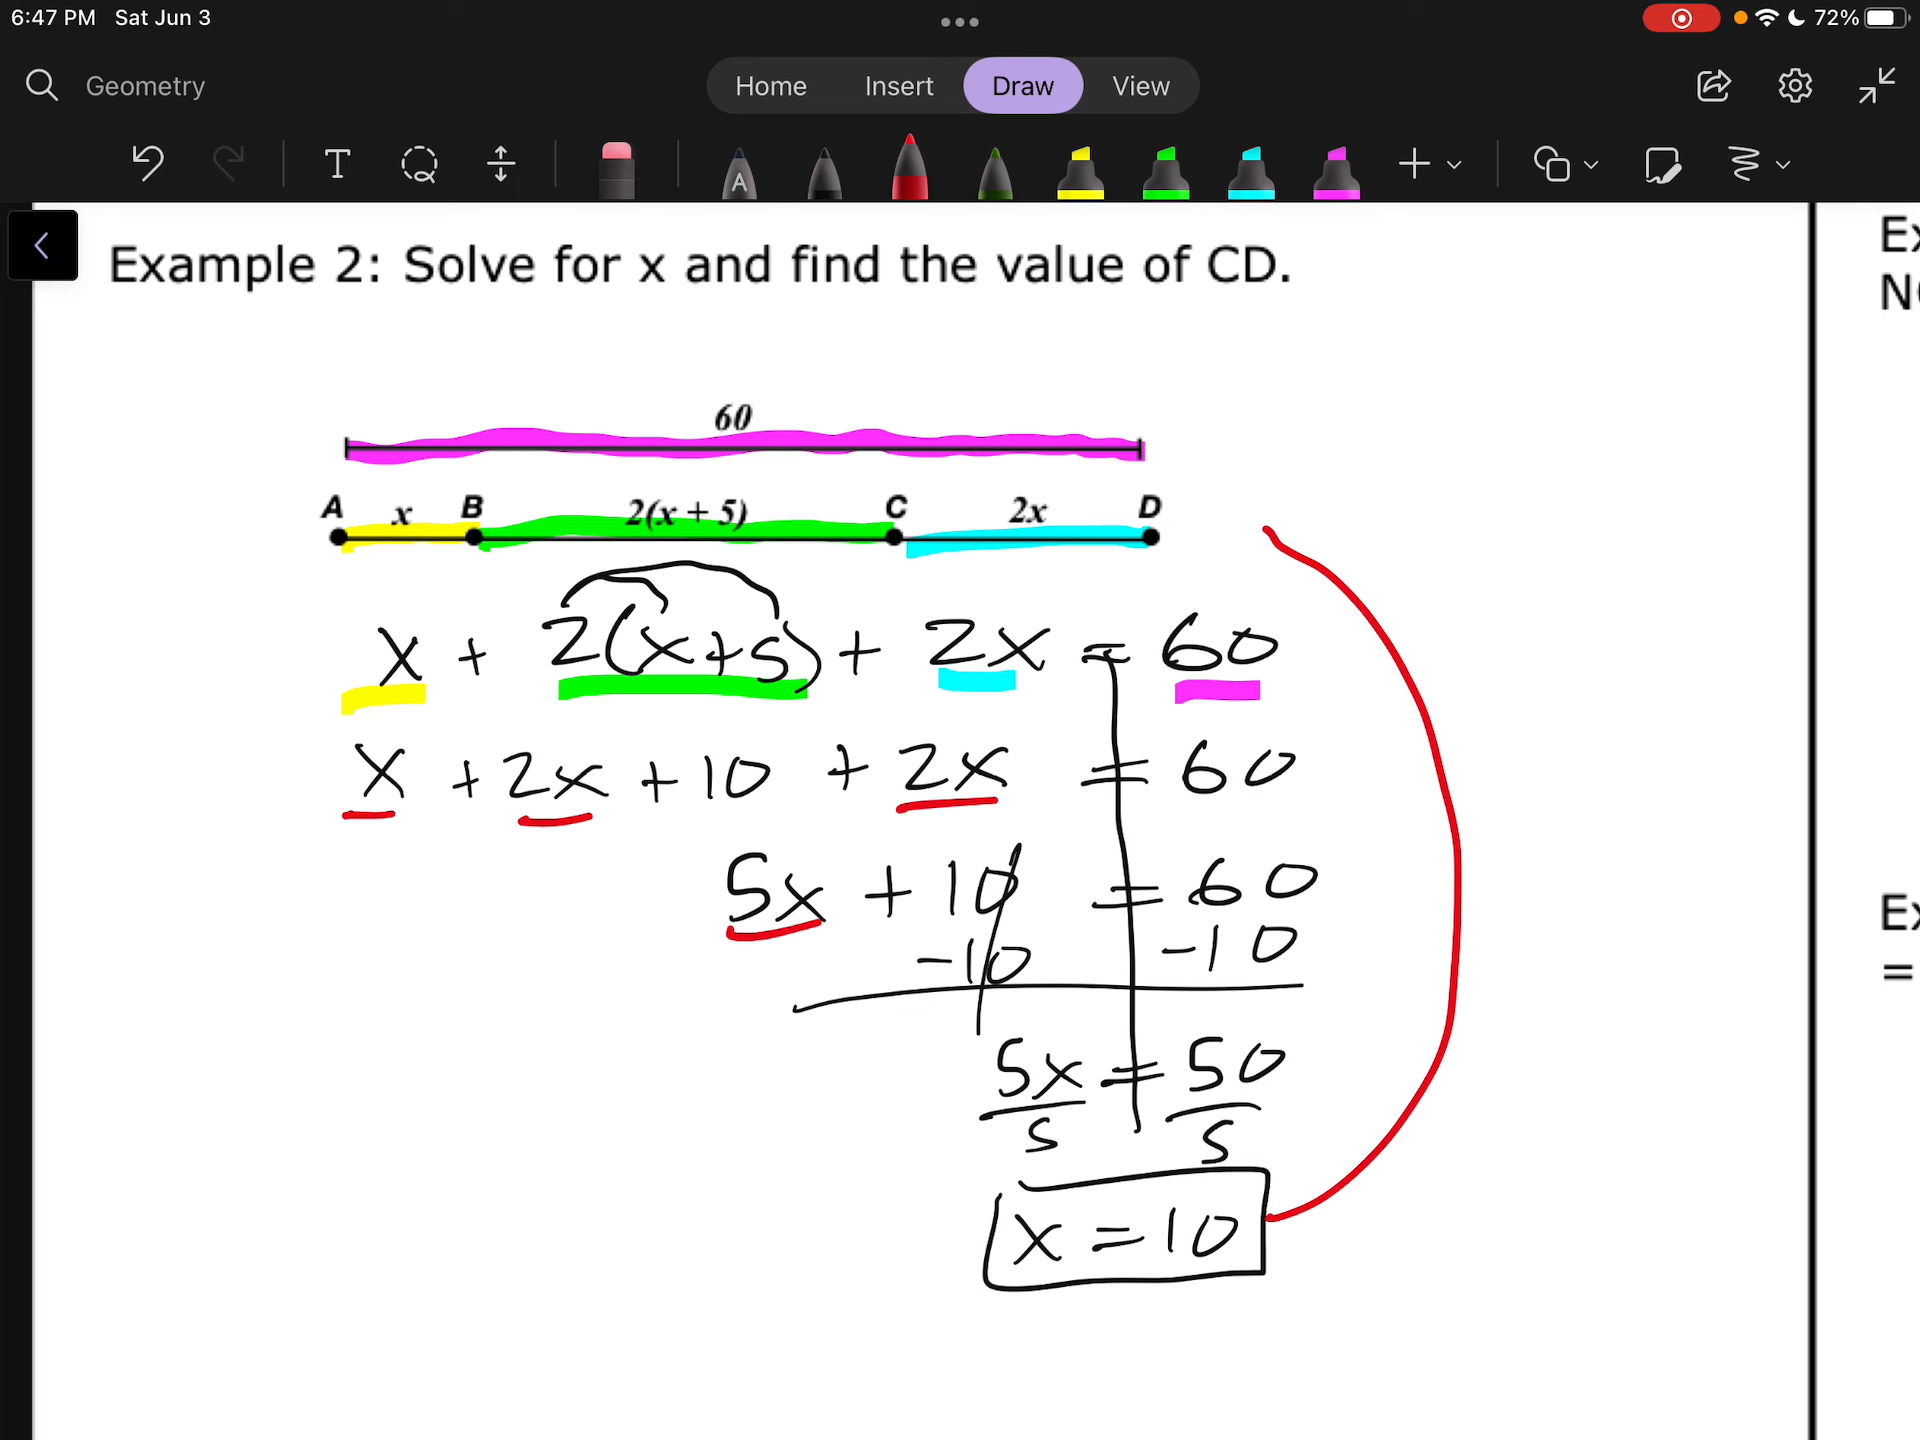 6:47 PM Sat Jun 3
72%
Geometry
Home Insert Draw View
T
A
Example 2: Solve for x and find the value of CD.
60
A x B 2(x + 5) C 2x D
x + 2(x+5) + 2x = 60
x + 2x + 10 + 2x = 60
5x + 10 = 60
-10 -10
5x = 50
5 5
x = 10
=